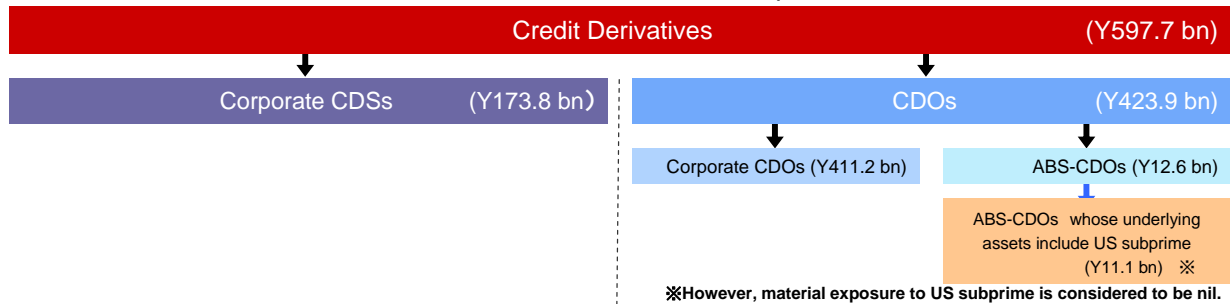 Credit Derivatives (Y597.7 bn)
Corporate CDSs (Y173.8 bn）
CDOs (Y423.9 bn)
Corporate CDOs (Y411.2 bn)
ABS-CDOs (Y12.6 bn)
ABS-CDOs whose underlying
assets include US subprime
(Y11.1 bn) ※
※However, material exposure to US subprime is considered to be nil.